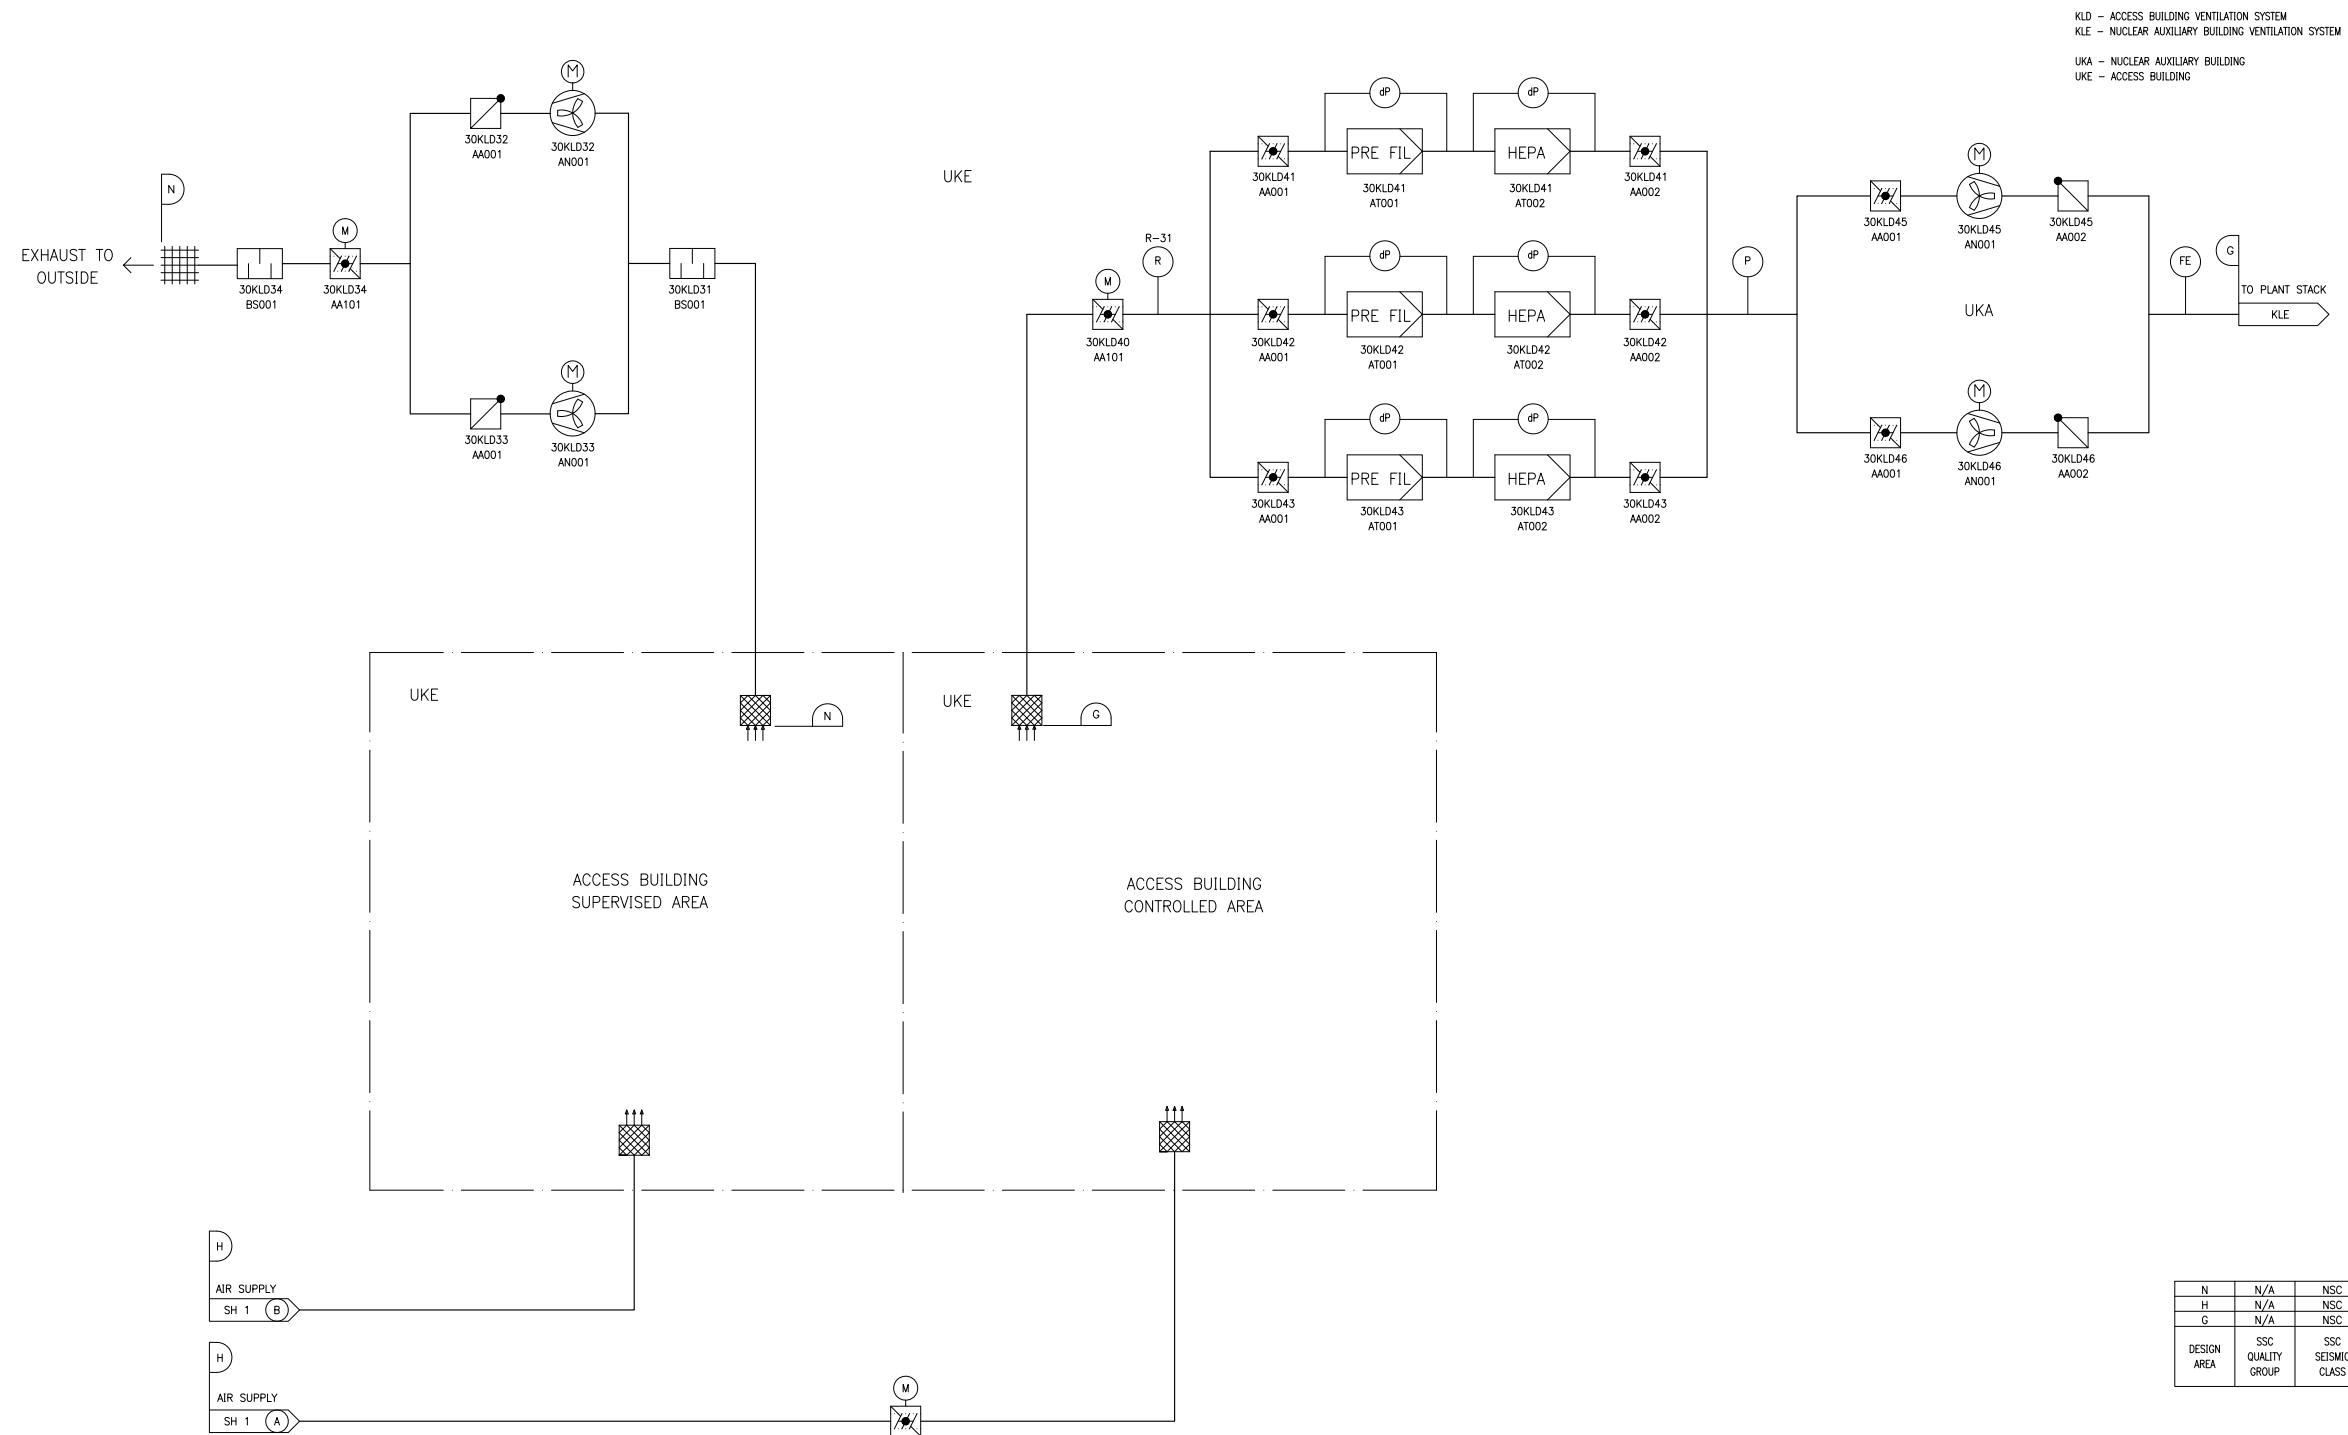 KLD – ACCESS BUILDING VENTILATION SYSTEM
KLE – NUCLEAR AUXILIARY BUILDING VENTILATION SYSTEM
UKA – NUCLEAR AUXILIARY BUILDING
UKE – ACCESS BUILDING
M
30KLD32
AA001
30KLD32
AN001
N
EXHAUST TO
OUTSIDE
30KLD34
BS001
M
30KLD34
AA101
30KLD31
BS001
M
30KLD33
AA001
30KLD33
AN001
UKE
M
30KLD40
AA101
R-31
R
dP
dP
PRE FIL
HEPA
30KLD41
AA001
30KLD41
AT001
30KLD41
AT002
30KLD41
AA002
dP
dP
PRE FIL
HEPA
30KLD42
AA001
30KLD42
AT001
30KLD42
AT002
30KLD42
AA002
dP
dP
PRE FIL
HEPA
30KLD43
AA001
30KLD43
AT001
30KLD43
AT002
30KLD43
AA002
P
M
30KLD45
AA001
30KLD45
AN001
30KLD45
AA002
UKA
M
30KLD46
AA001
30KLD46
AN001
30KLD46
AA002
FE
G
TO PLANT STACK
KLE
UKE
N
UKE
G
ACCESS BUILDING
SUPERVISED AREA
ACCESS BUILDING
CONTROLLED AREA
H
AIR SUPPLY
SH 1 B
H
AIR SUPPLY
SH 1 A
M
N N/A NSC
H N/A NSC
G N/A NSC
DESIGN
AREA
SSC
QUALITY
GROUP
SSC
SEISMIC
CLASS